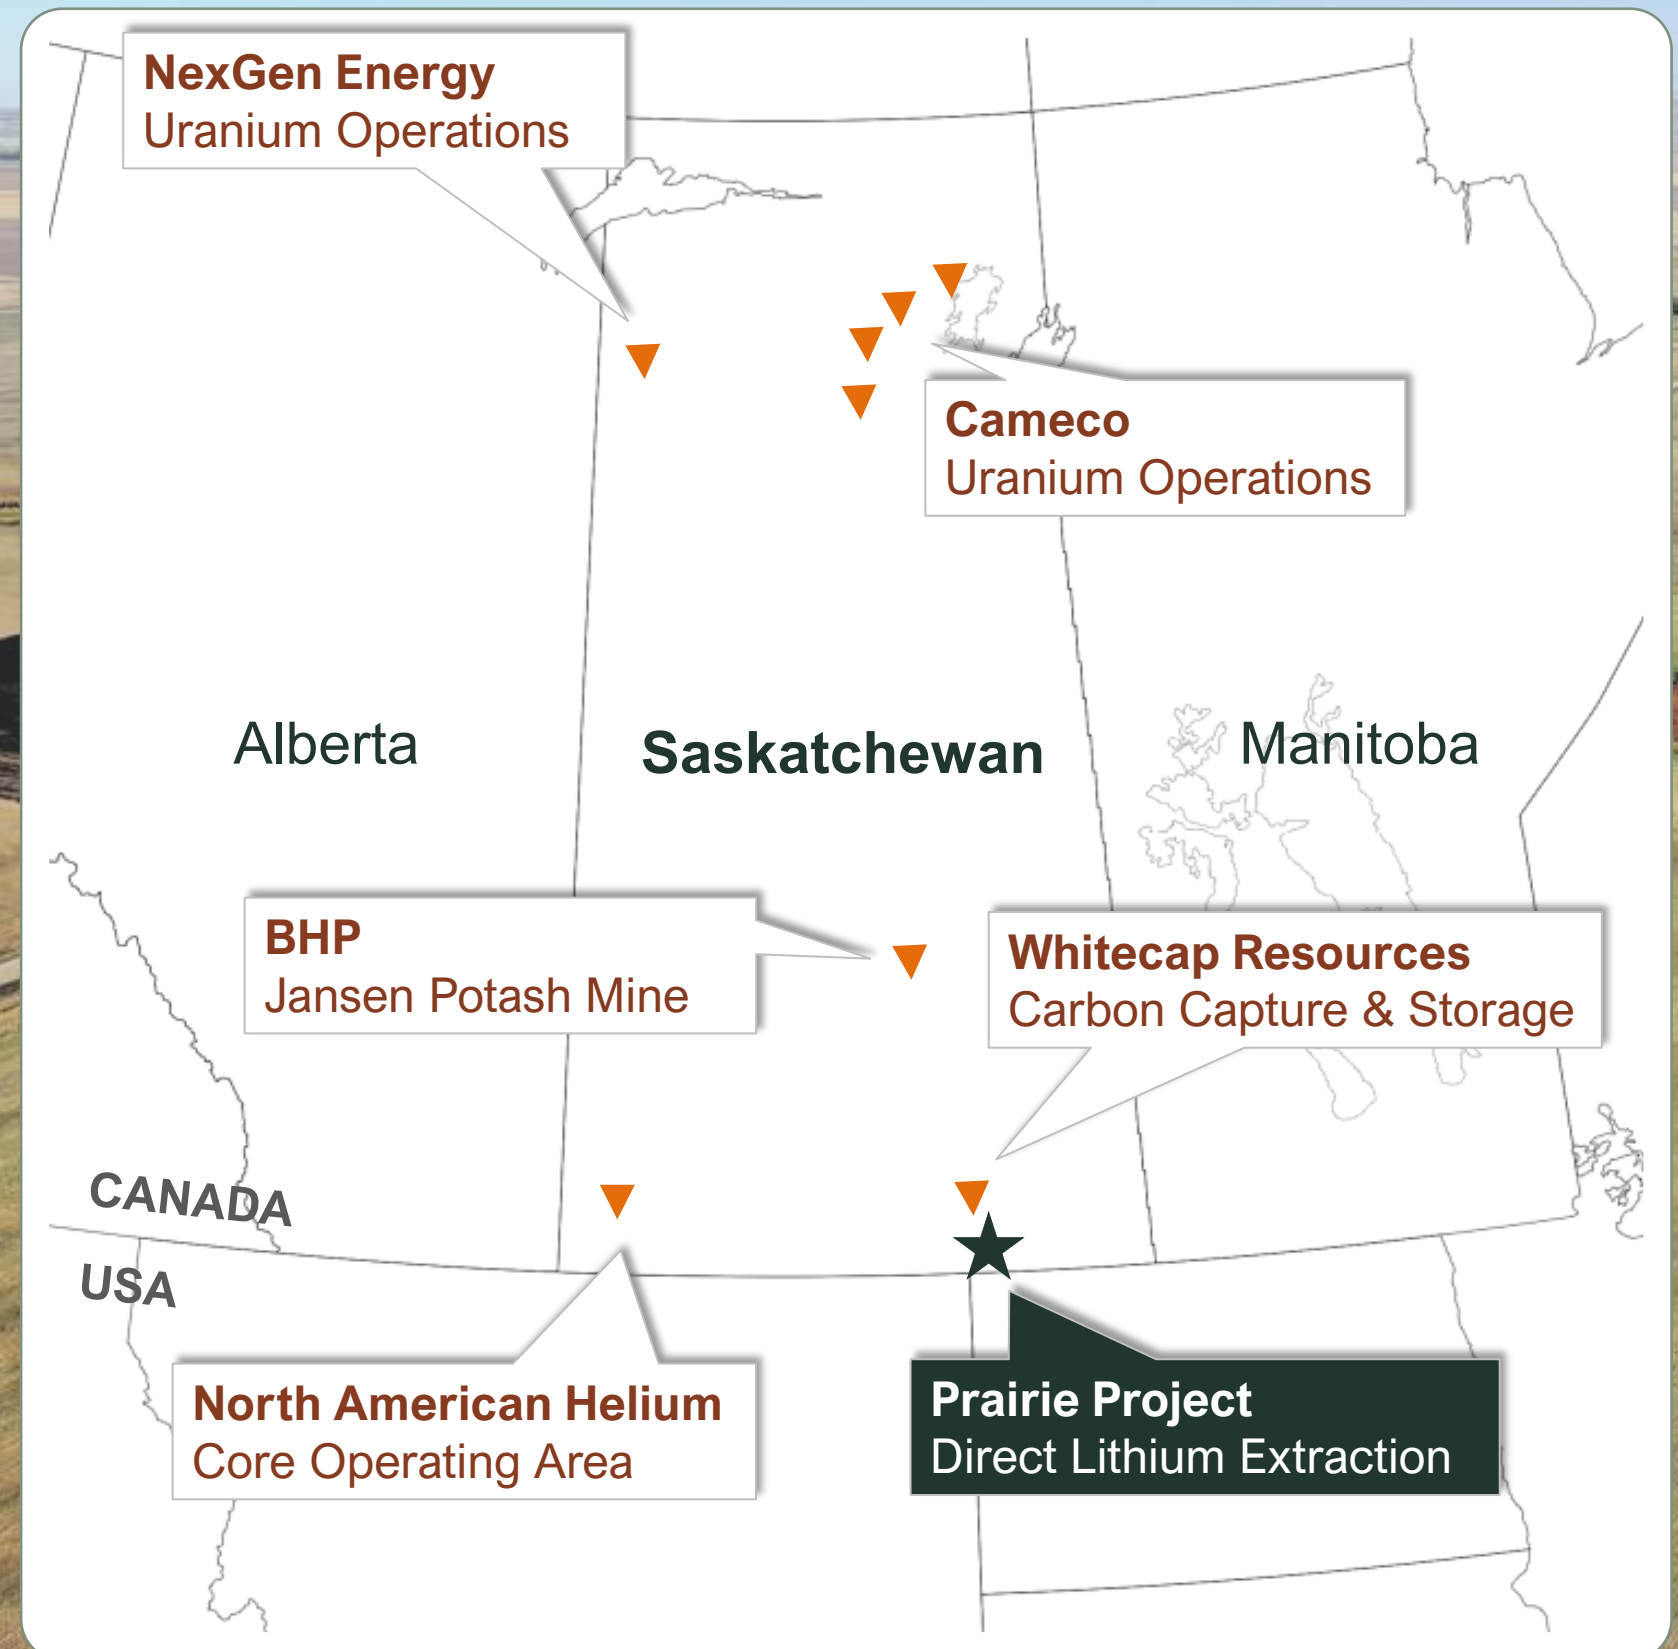 NexGen Energy
Uranium Operations
Cameco
Uranium Operations
Alberta
Saskatchewan
Manitoba
BHP
Jansen Potash Mine
Whitecap Resources
Carbon Capture & Storage
CANADA
USA
North American Helium
Core Operating Area
Prairie Project
Direct Lithium Extraction